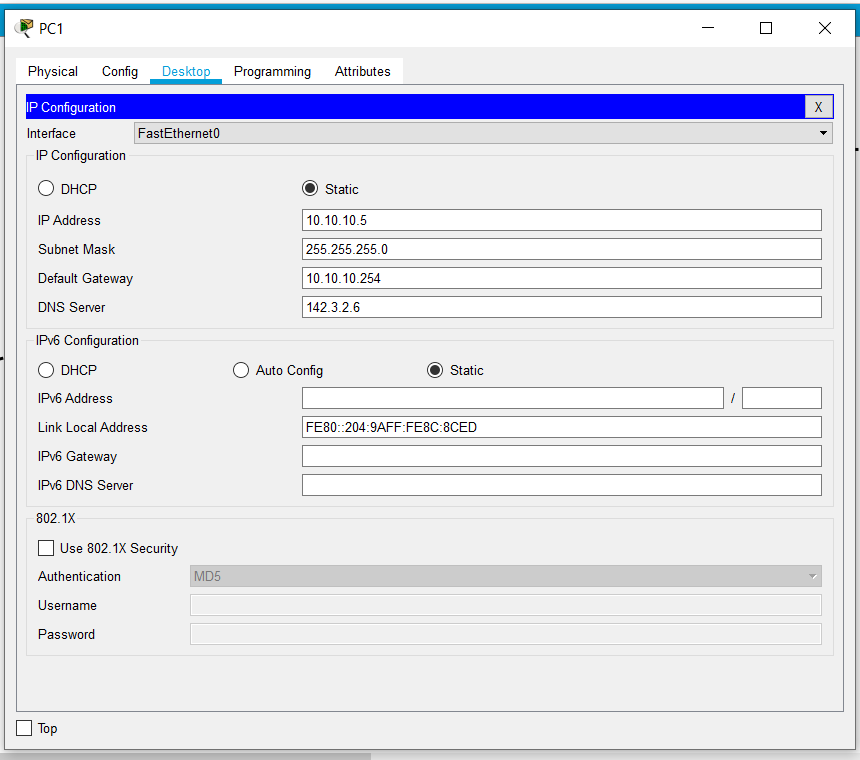 PC1
Physical Config Desktop Programming Attributes
IP Configuration X
Interface FastEthernet0
IP Configuration
DHCP Static
IP Address 10.10.10.5
Subnet Mask 255.255.255.0
Default Gateway 10.10.10.254
DNS Server 142.3.2.6
IPv6 Configuration
DHCP Auto Config Static
IPv6 Address /
Link Local Address FE80::204:9AFF:FE8C:8CED
IPv6 Gateway
IPv6 DNS Server
802.1X
Use 802.1X Security
Authentication MD5
Username
Password
Top